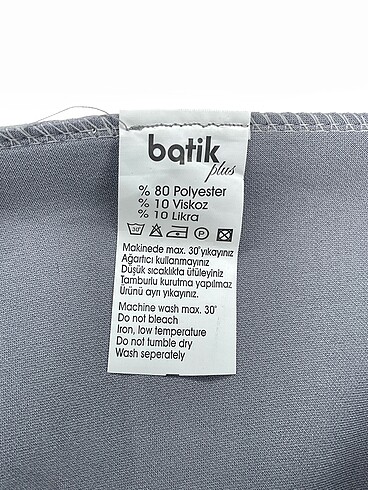 batik
plus
% 80 Polyester
% 10 Viskoz
% 10 Likra
30° P
Makinede max. 30°yıkayınız
Ağartıcı kullanmayınız
Düşük sıcaklıkta ütüleyiniz
Tamburlu kurutma yapılmaz
Ürünü ayrı yıkayınız.
Machine wash max. 30°
Do not bleach
Iron, low temperature
Do not tumble dry
Wash seperately